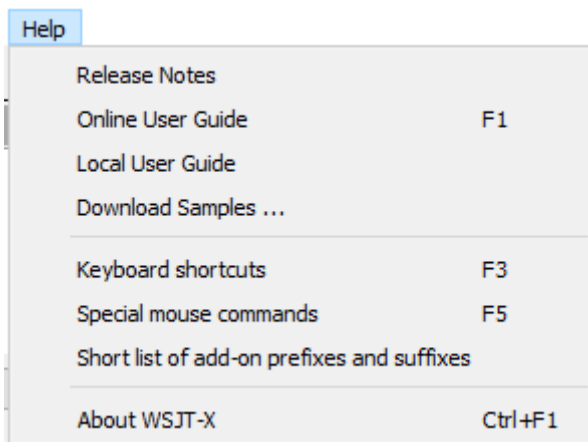 Help
Release Notes
Online User Guide F1
Local User Guide
Download Samples ...
Keyboard shortcuts F3
Special mouse commands F5
Short list of add-on prefixes and suffixes
About WSJT-X Ctrl+F1